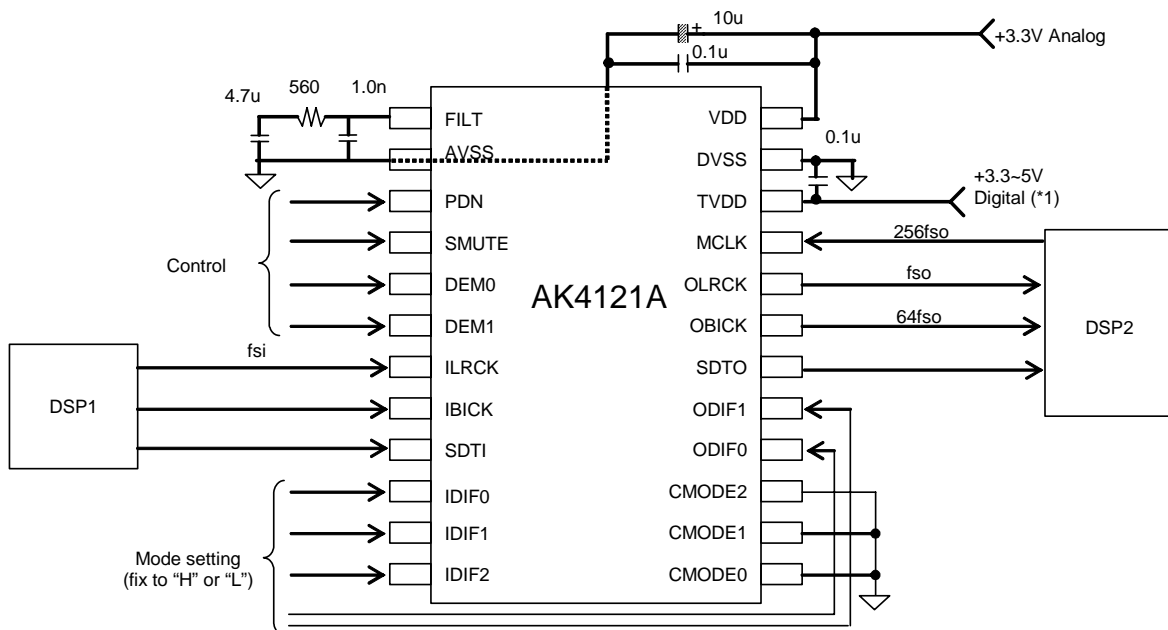 10u
+
+3.3V Analog
0.1u
4.7u
560
1.0n
FILT
AVSS
PDN
SMUTE
DEM0
DEM1
ILRCK
IBICK
SDTI
IDIF0
IDIF1
IDIF2
AK4121A
VDD
DVSS
TVDD
MCLK
OLRCK
OBICK
SDTO
ODIF1
ODIF0
CMODE2
CMODE1
CMODE0
0.1u
+3.3~5V
Digital (*1)
256fso
fso
64fso
DSP2
Control
fsi
DSP1
Mode setting
(fix to “H” or “L”)